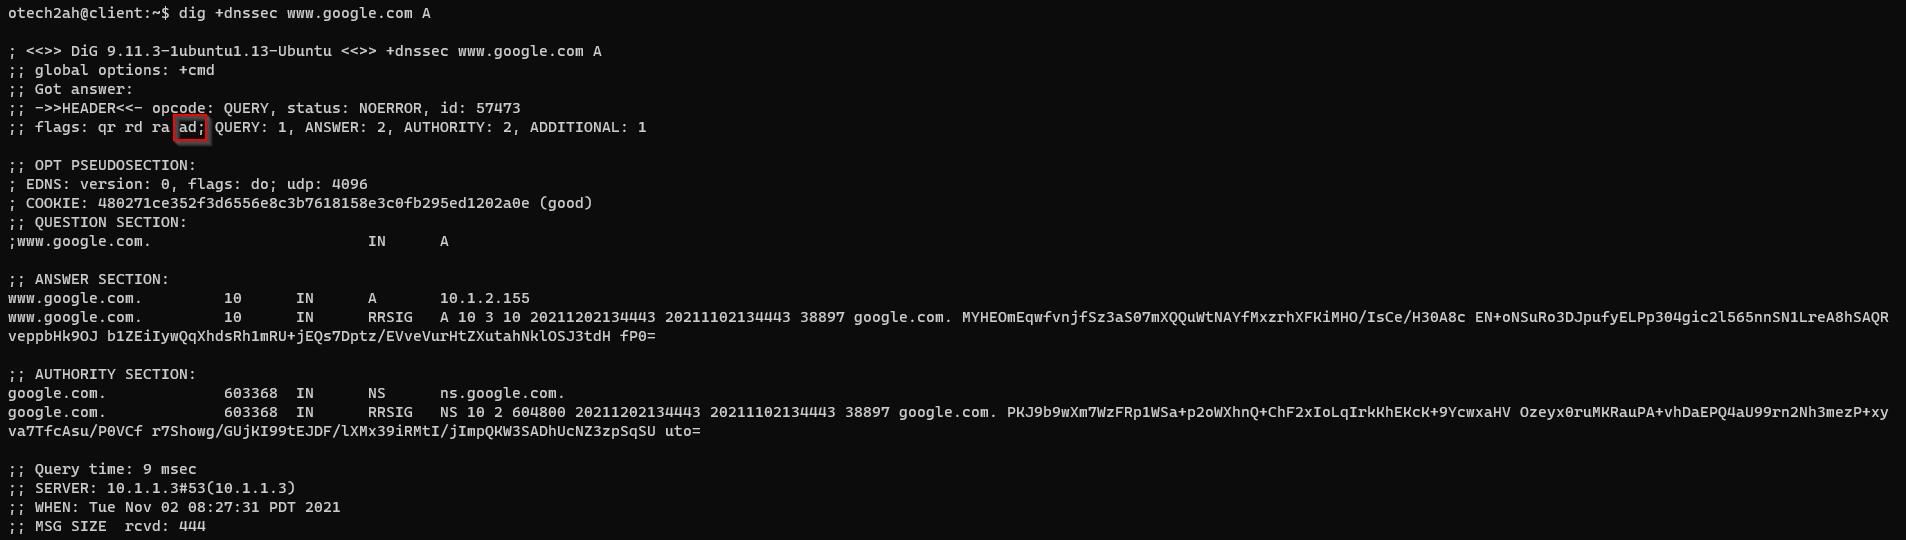 otech2ah@client:~$ dig +dnssec www.google.com A
; <<>> DiG 9.11.3-1ubuntu1.13-Ubuntu <<>> +dnssec www.google.com A
;; global options: +cmd
;; Got answer:
;; ->>HEADER<<- opcode: QUERY, status: NOERROR, id: 57473
;; flags: qr rd ra ad; QUERY: 1, ANSWER: 2, AUTHORITY: 2, ADDITIONAL: 1
;; OPT PSEUDOSECTION:
; EDNS: version: 0, flags: do; udp: 4096
; COOKIE: 480271ce352f3d6556e8c3b7618158e3c0fb295ed1202a0e (good)
;; QUESTION SECTION:
;www.google.com. IN A
;; ANSWER SECTION:
www.google.com. 10 IN A 10.1.2.155
www.google.com. 10 IN RRSIG A 10 3 10 20211202134443 20211102134443 38897 google.com. MYHEOmEqwfvnjfSz3aS07mXQQuWtNAYfMxzrhXFKiMHO/IsCe/H30A8c EN+oNSuRo3DJpufyELPp304gic2l565nnSN1LreA8hSAQR
veppbHk9OJ b1ZEiIywQqXhdsRh1mRU+jEQs7Dptz/EVveVurHtZXutahNklOSJ3tdH fP0=
;; AUTHORITY SECTION:
google.com. 603368 IN NS ns.google.com.
google.com. 603368 IN RRSIG NS 10 2 604800 20211202134443 20211102134443 38897 google.com. PKJ9b9wXm7WzFRp1WSa+p2oWXhnQ+ChF2xIoLqIrkKhEKcK+9YcwxaHV Ozeyx0ruMKRauPA+vhDaEPQ4aU99rn2Nh3mezP+xy
va7TfcAsu/P0VCf r7Showg/GUjKI99tEJDF/lXMx39iRMtI/jImpQKW3SADhUcNZ3zpSqSU uto=
;; Query time: 9 msec
;; SERVER: 10.1.1.3#53(10.1.1.3)
;; WHEN: Tue Nov 02 08:27:31 PDT 2021
;; MSG SIZE rcvd: 444